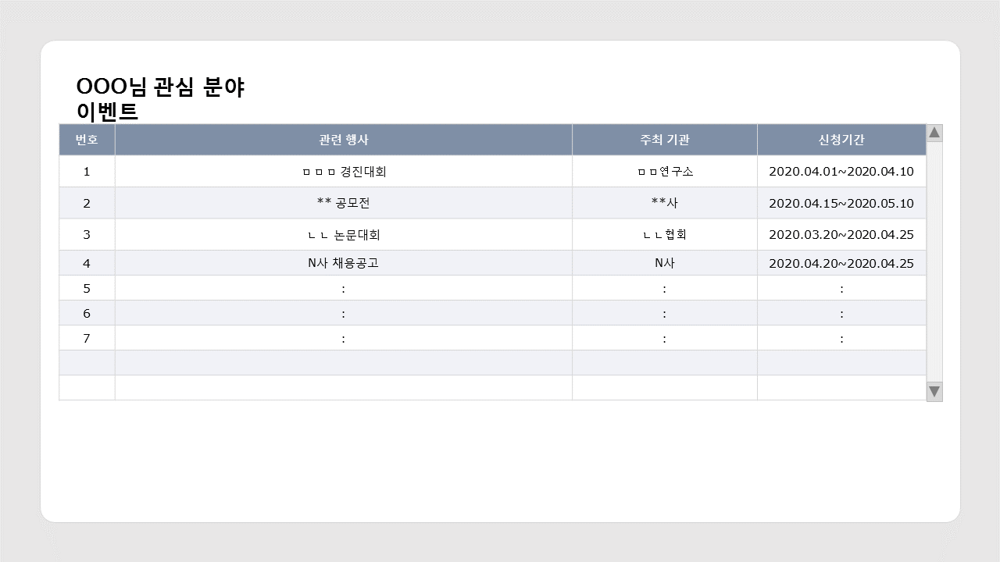 OOO님 관심 분야
이벤트
번호 관련 행사 주최 기관 신청기간
1 ㅁㅁㅁ 경진대회 ㅁㅁ연구소 2020.04.01~2020.04.10
2 ** 공모전 **사 2020.04.15~2020.05.10
3 ㄴㄴ 논문대회 ㄴㄴ협회 2020.03.20~2020.04.25
4 N사 채용공고 N사 2020.04.20~2020.04.25
5 : : :
6 : : :
7 : : :